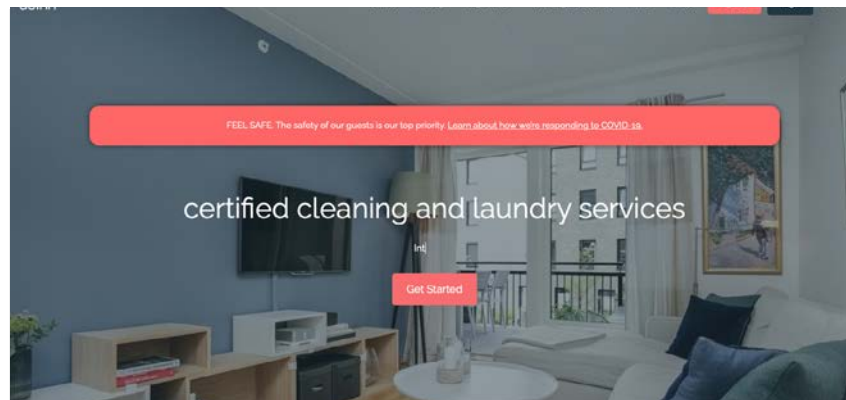 FEEL SAFE. The safety of our guests is our top priority. Learn about how we're responding to COVID-19.
certified cleaning and laundry services
Int
Get Started